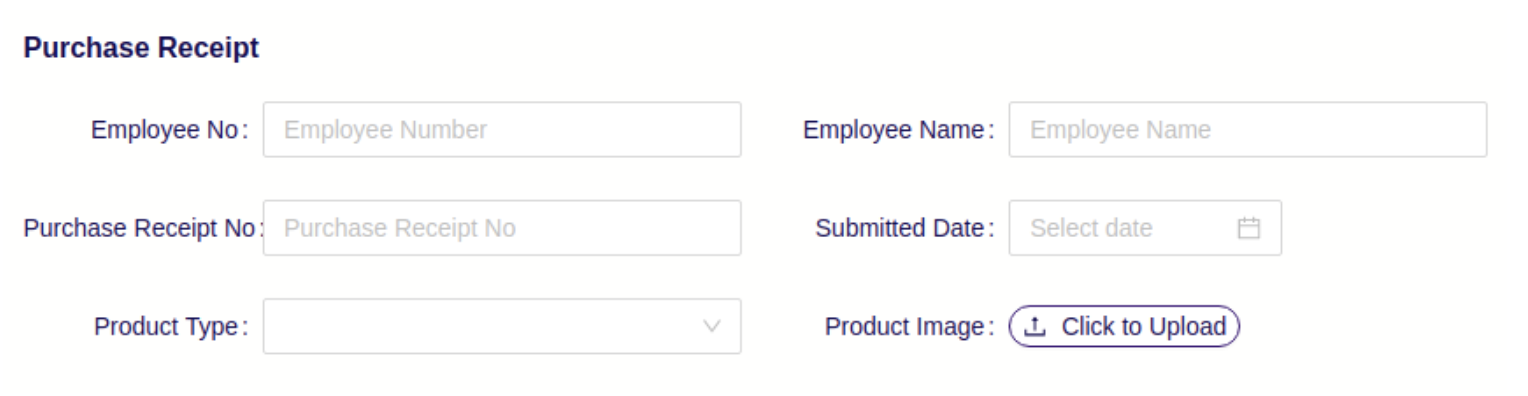 Purchase Receipt
Employee No: Employee Number Employee Name: Employee Name
Purchase Receipt No: Purchase Receipt No Submitted Date: Select date
Product Type: Product Image: Click to Upload